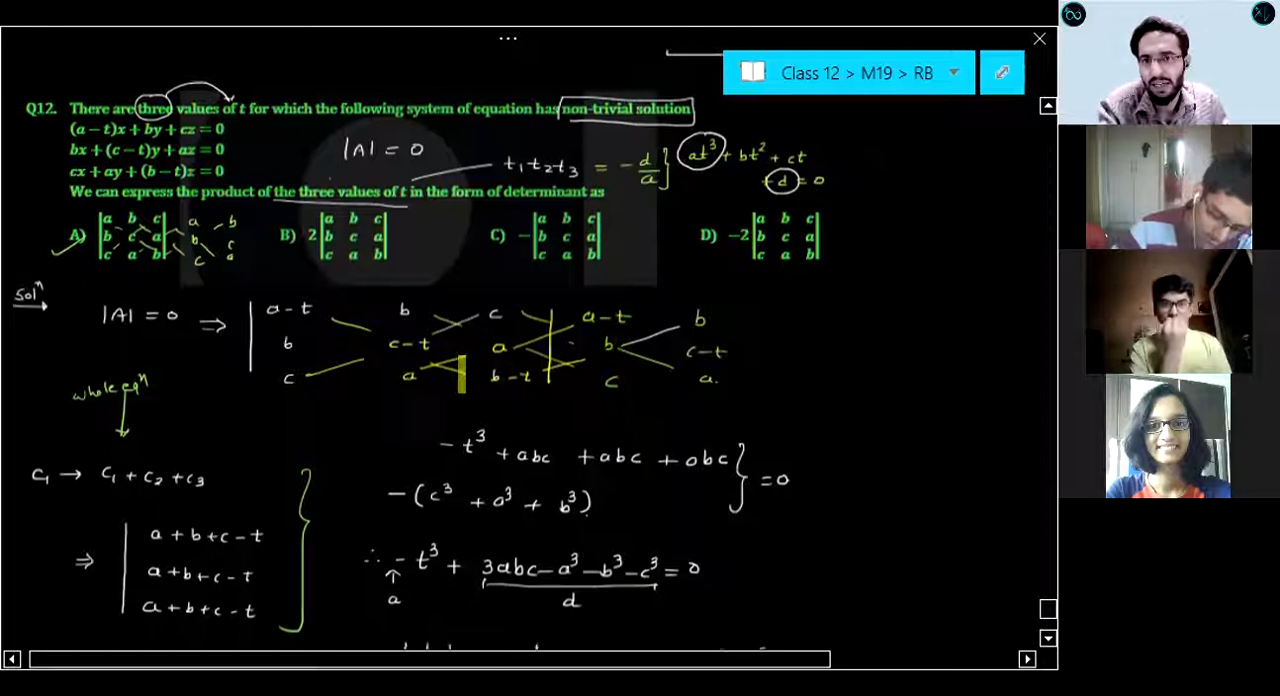 Class 12 > M19 > RB
Q12. There are three values of t for which the following system of equation has non-trivial solution
(a – t)x + by + cz = 0
bx + (c – t)y + az = 0
cx + ay + (b – t)z = 0
|A| = 0
t₁t₂t₃ = - d/a } at³ + bt² + ct
+ d = 0
We can express the product of the three values of t in the form of determinant as
A) |a b c| a b
|b c a| b c
|c a b| c a
B) 2 |a b c|
|b c a|
|c a b|
C) – |a b c|
|b c a|
|c a b|
D) –2 |a b c|
|b c a|
|c a b|
Solⁿ
|A| = 0 ⇒ | a-t b c | a-t b
b c-t a | b c-t
c a b-t | c a.
whole eqⁿ
- t³ + abc + abc + abc
- (c³ + a³ + b³) } = 0
C₁ → C₁ + C₂ + C₃
⇒ | a+b+c-t
a+b+c-t
a+b+c-t
∴ - t³ + 3abc - a³ - b³ - c³ = 0
a
d